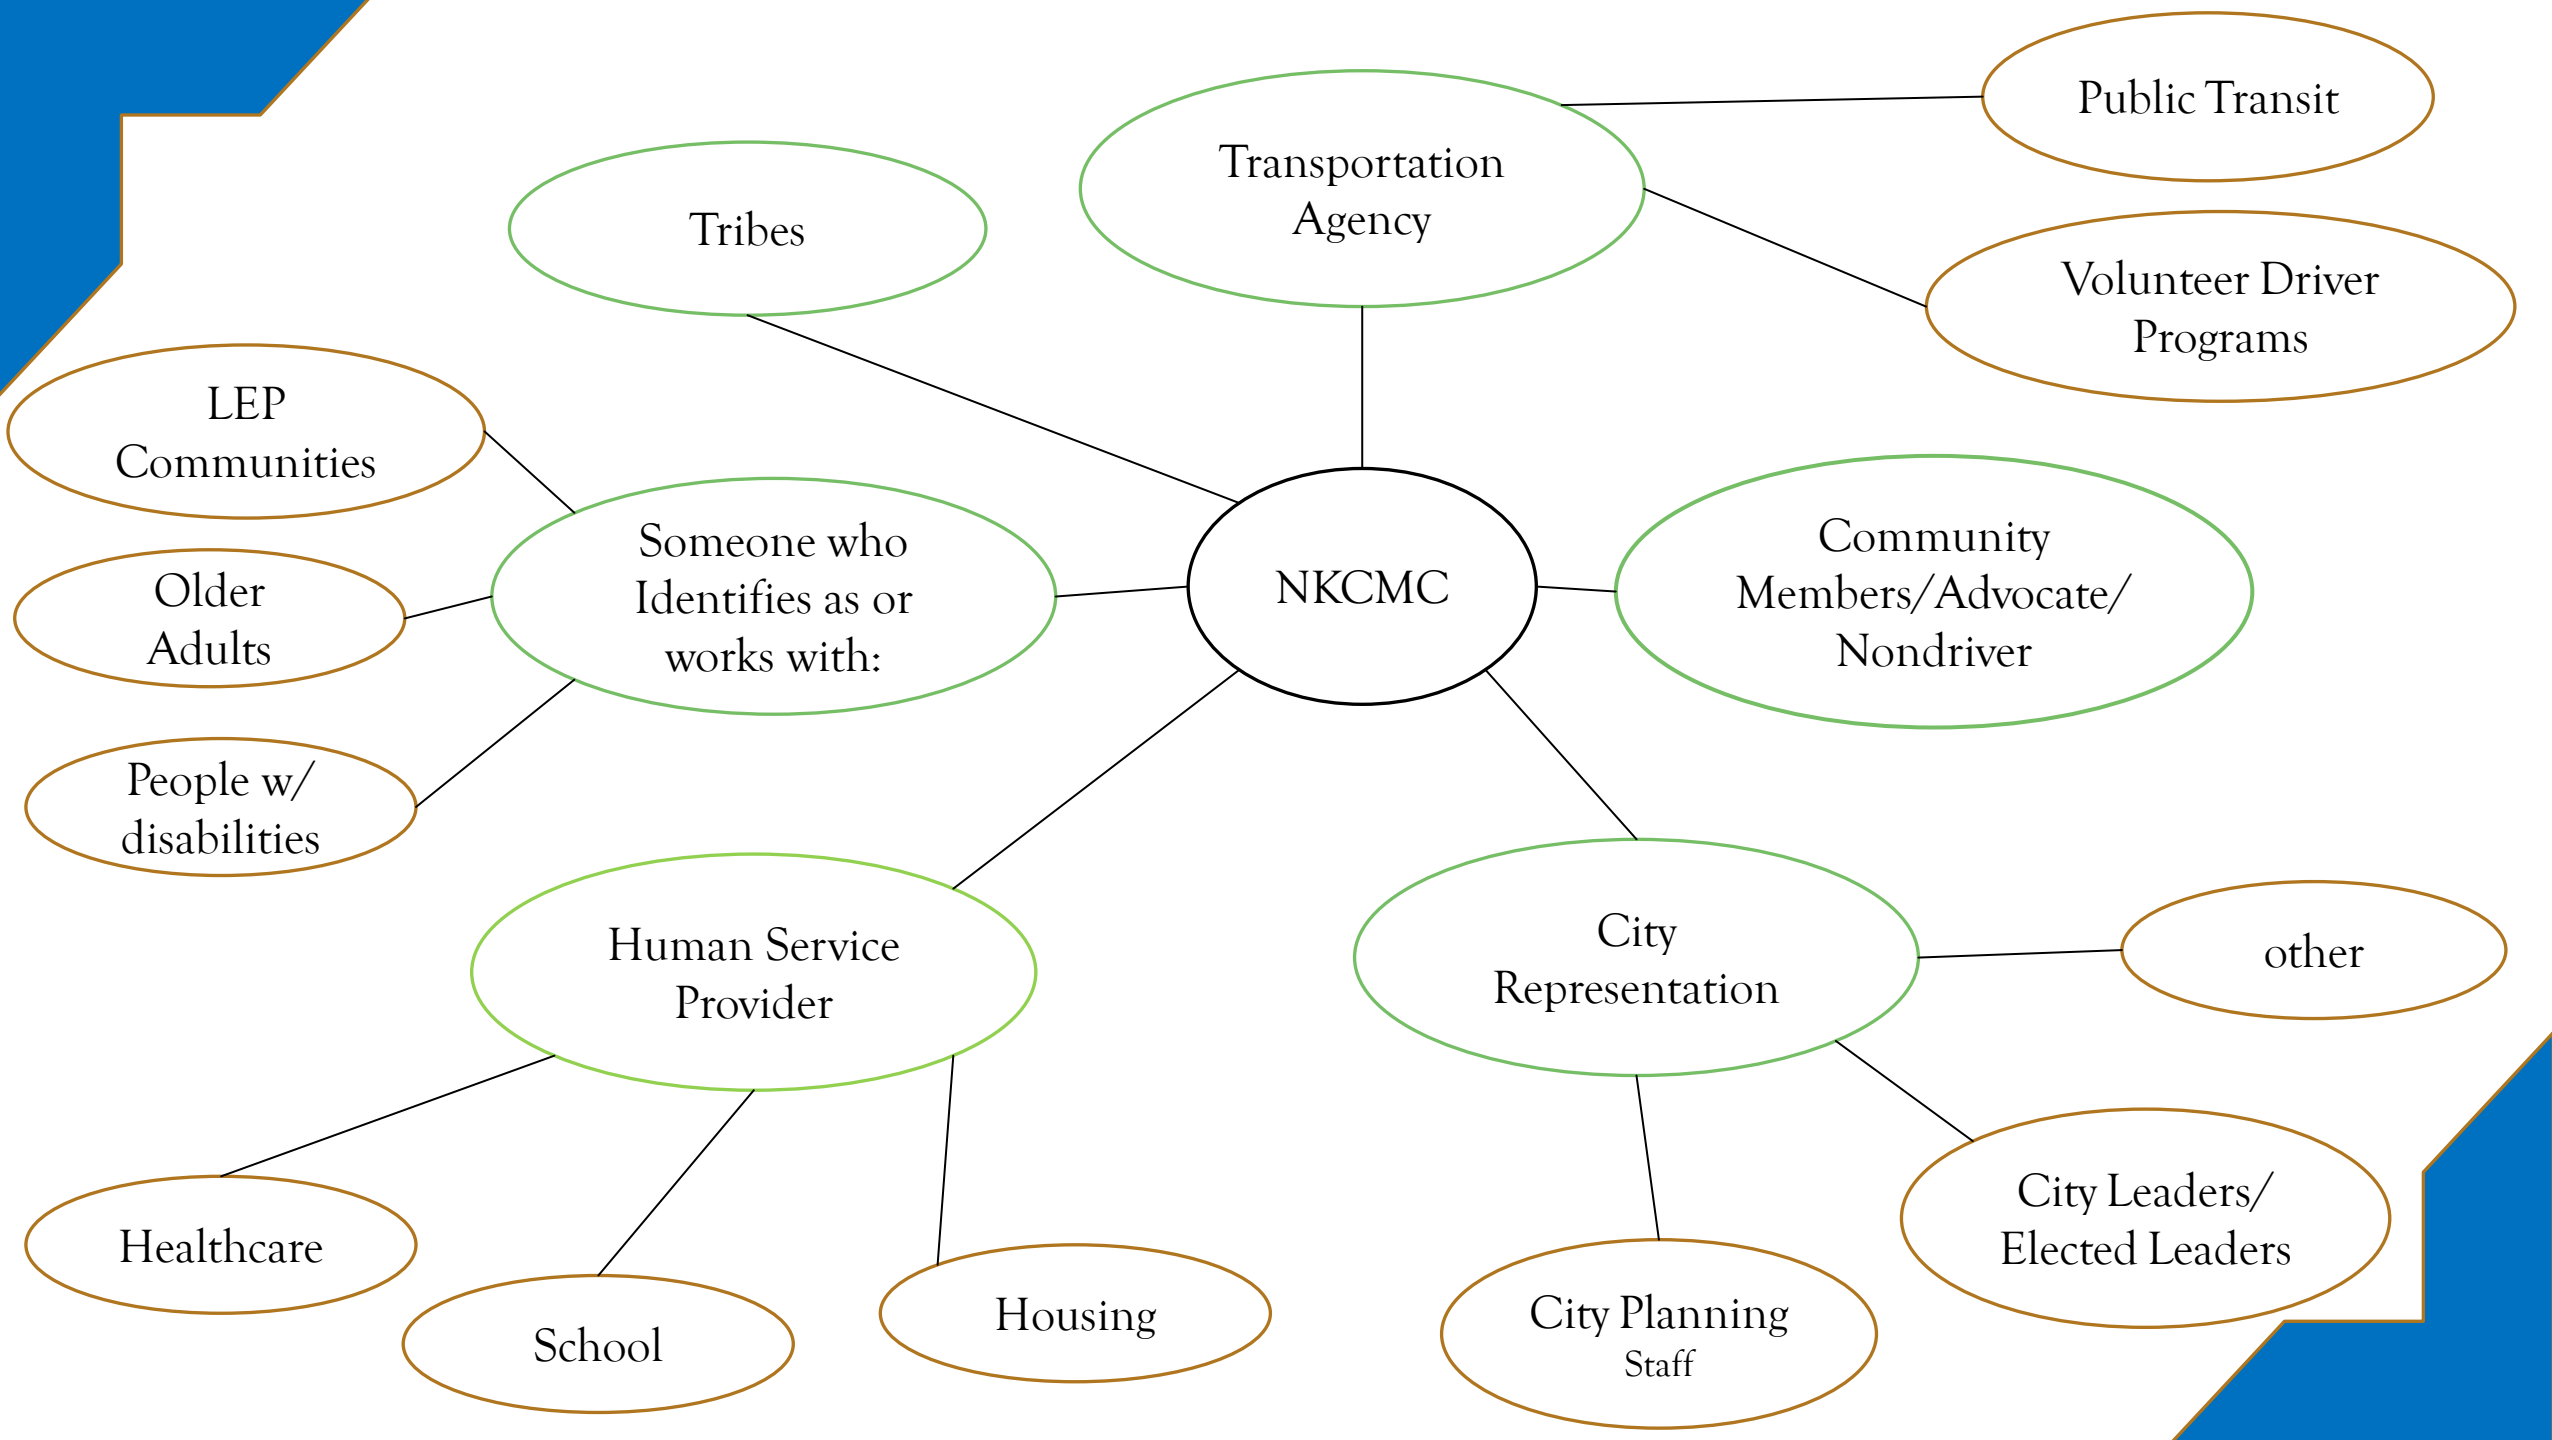 Public Transit
Transportation
Agency
Tribes
Volunteer Driver
Programs
LEP
Communities
Someone who
Identifies as or
works with:
NKCMC
Community
Members/Advocate/
Nondriver
Older
Adults
People w/
disabilities
Human Service
Provider
City
Representation
other
Healthcare
School
Housing
City Planning
Staff
City Leaders/
Elected Leaders